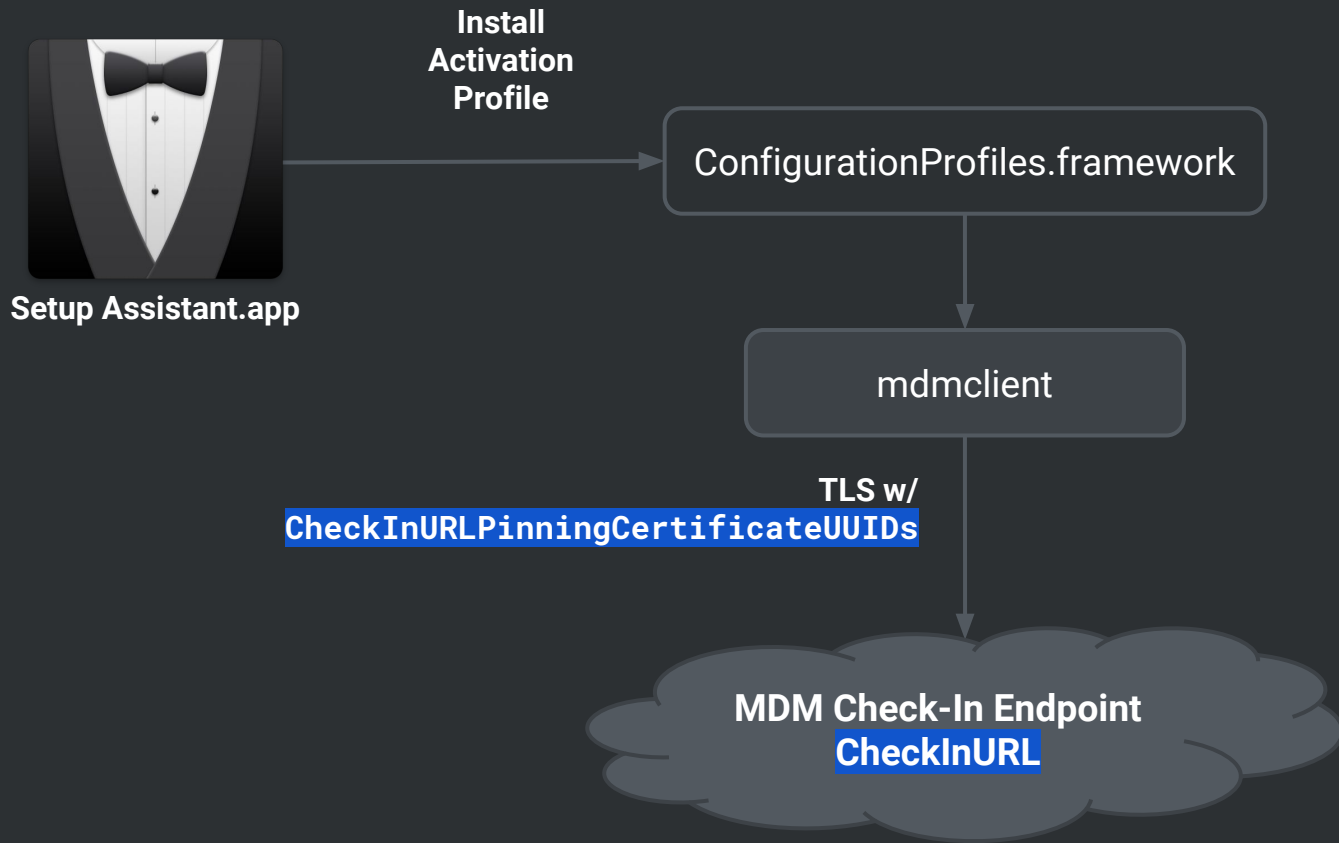 Install
Activation
Profile
ConfigurationProfiles.framework
Setup Assistant.app
mdmclient
TLS w/
CheckInURLPinningCertificateUUIDs
MDM Check-In Endpoint
CheckInURL